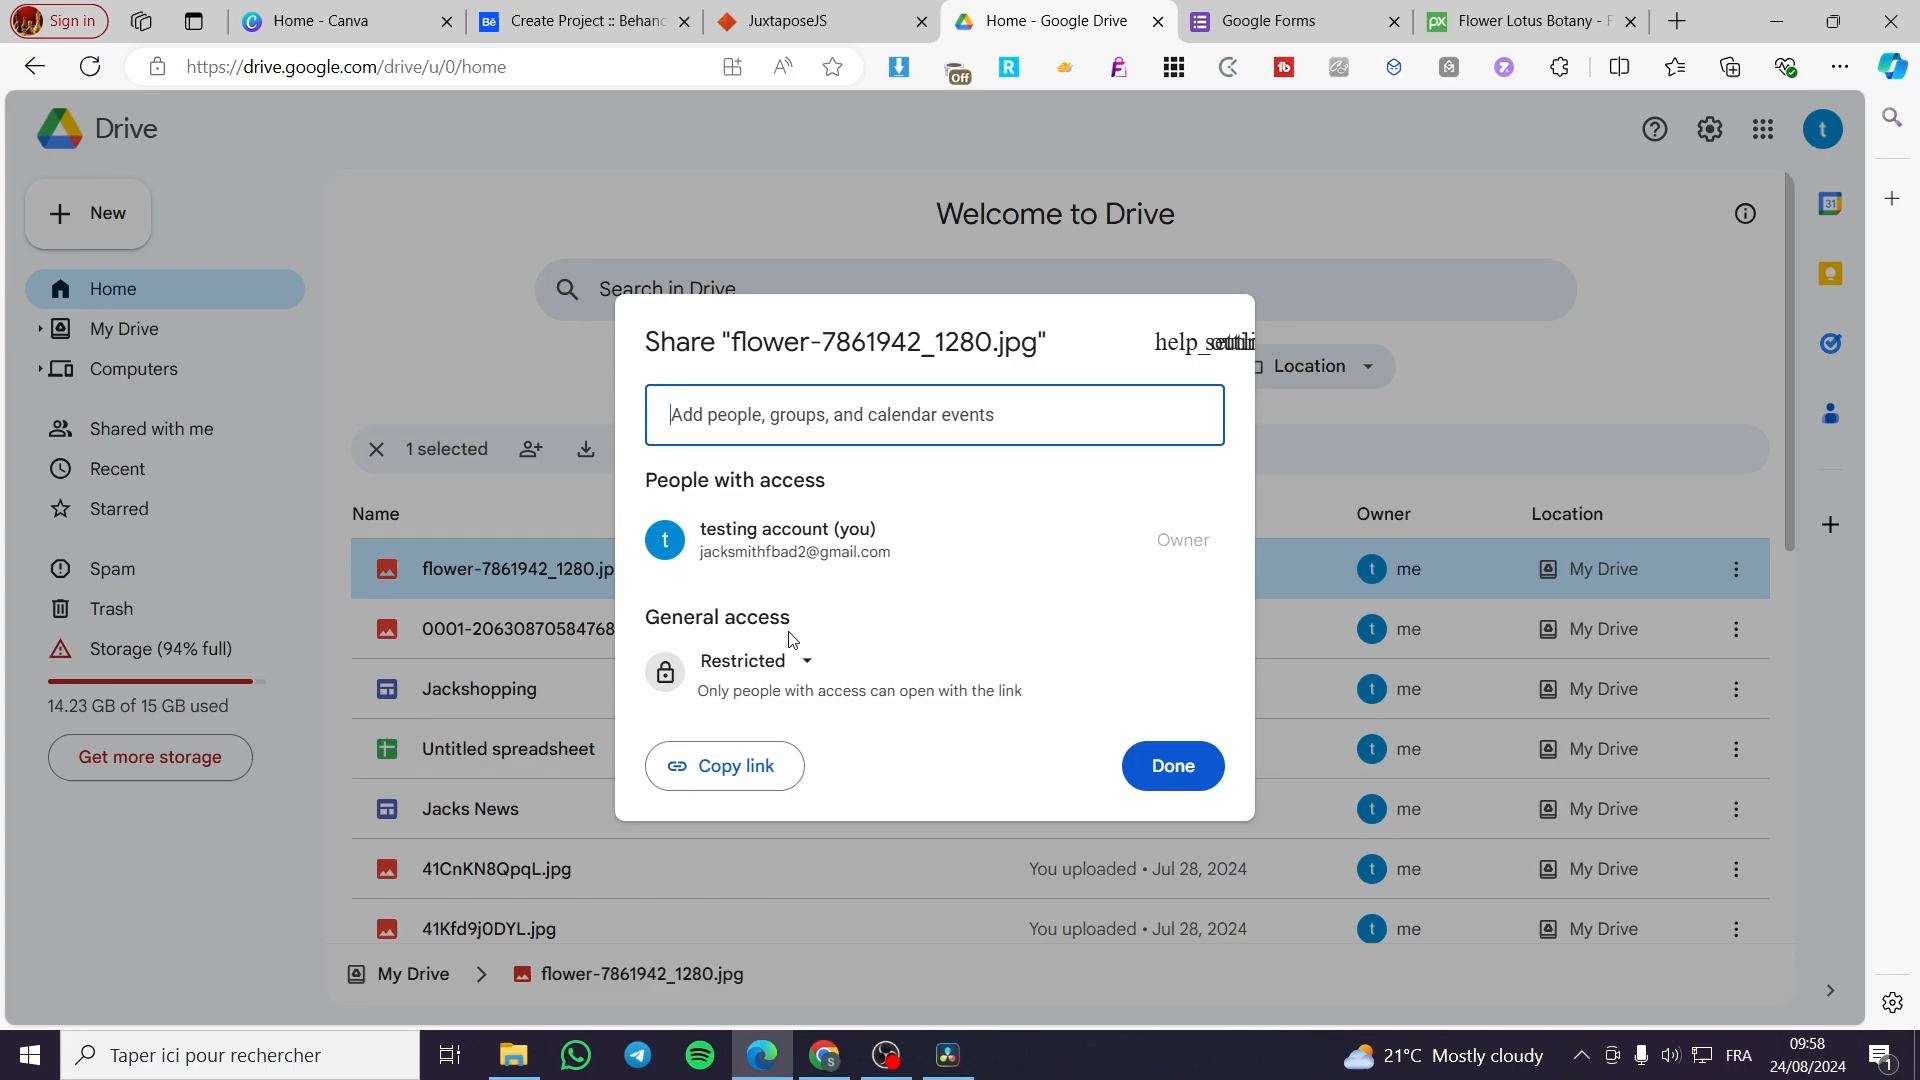 Sign in
Home - Canva
Create Project :: Behanc
JuxtaposeJS
Home - Google Drive
Google Forms
Flower Lotus Botany - F
https://drive.google.com/drive/u/0/home
Off
Drive
New
Welcome to Drive
Search in Drive
Home
My Drive
Computers
Shared with me
Recent
Starred
Spam
Trash
Storage (94% full)
14.23 GB of 15 GB used
Get more storage
Location
1 selected
Name
Owner
Location
flower-7861942_1280.jp
me
My Drive
0001-20630870584768
me
My Drive
Jackshopping
me
My Drive
Untitled spreadsheet
me
My Drive
Jacks News
me
My Drive
41CnKN8QpqL.jpg
You uploaded • Jul 28, 2024
me
My Drive
41Kfd9j0DYL.jpg
You uploaded • Jul 28, 2024
me
My Drive
My Drive
flower-7861942_1280.jpg
Share "flower-7861942_1280.jpg"
Add people, groups, and calendar events
People with access
t
testing account (you)
jacksmithfbad2@gmail.com
Owner
General access
Restricted
Only people with access can open with the link
Copy link
Done
Taper ici pour rechercher
21°C Mostly cloudy
FRA
09:58
24/08/2024
1